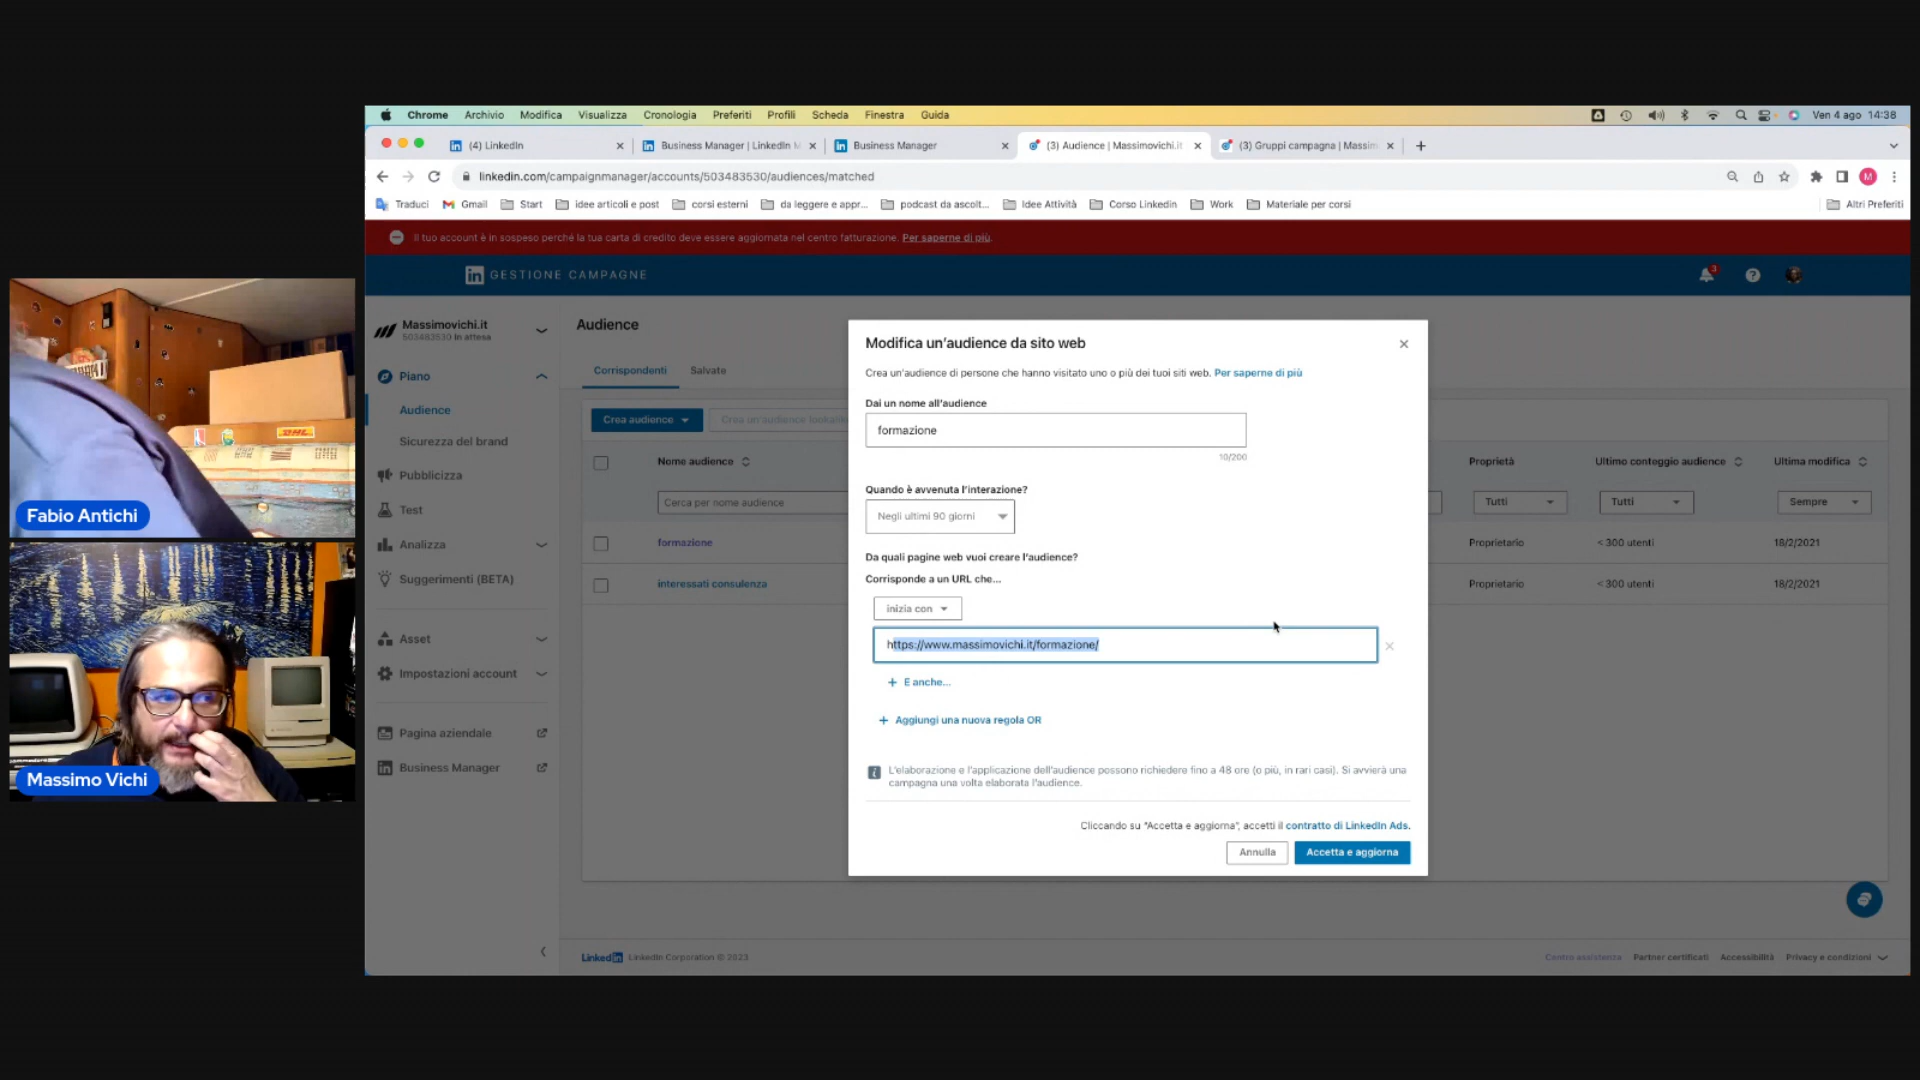 Chrome Archivio Modifica Visualizza Cronologia Preferiti Profili Scheda Finestra Guida Ven 4 ago 14:38
(4) LinkedIn Business Manager | LinkedIn M Business Manager (3) Audience | Massimovichi.it (3) Gruppi campagna | Massim
linkedin.com/campaignmanager/accounts/503483530/audiences/matched M
Traduci Gmail Start idee articoli e post corsi esterni da leggere e appr... podcast da ascolt... Idee Attività Corso Linkedin Work Materiale per corsi Altri Preferiti
Il tuo account è in sospeso perché la tua carta di credito deve essere aggiornata nel centro fatturazione. Per saperne di più.
in GESTIONE CAMPAGNE 3
Massimovichi.it
503483530 In attesa
Piano
Audience
Sicurezza del brand
Pubblicizza
Test
Analizza
Suggerimenti (BETA)
Asset
Impostazioni account
Pagina aziendale
Business Manager
Audience
Corrispondenti Salvate
Crea audience Crea un'audience lookalike
Nome audience Proprietà Ultimo conteggio audience Ultima modifica
Cerca per nome audience Tutti Tutti Sempre
formazione Proprietario < 300 utenti 18/2/2021
interessati consulenza Proprietario < 300 utenti 18/2/2021
Modifica un'audience da sito web
Crea un'audience di persone che hanno visitato uno o più dei tuoi siti web. Per saperne di più
Dai un nome all'audience
formazione
10/200
Quando è avvenuta l'interazione?
Negli ultimi 90 giorni
Da quali pagine web vuoi creare l'audience?
Corrisponde a un URL che...
inizia con
https://www.massimovichi.it/formazione/
+ E anche...
+ Aggiungi una nuova regola OR
L'elaborazione e l'applicazione dell'audience possono richiedere fino a 48 ore (o più, in rari casi). Si avvierà una
campagna una volta elaborata l'audience.
Cliccando su "Accetta e aggiorna", accetti il contratto di LinkedIn Ads.
Annulla Accetta e aggiorna
LinkedIn LinkedIn Corporation © 2023 Centro assistenza Partner certificati Accessibilità Privacy e condizioni
DHL
Fabio Antichi
Massimo Vichi